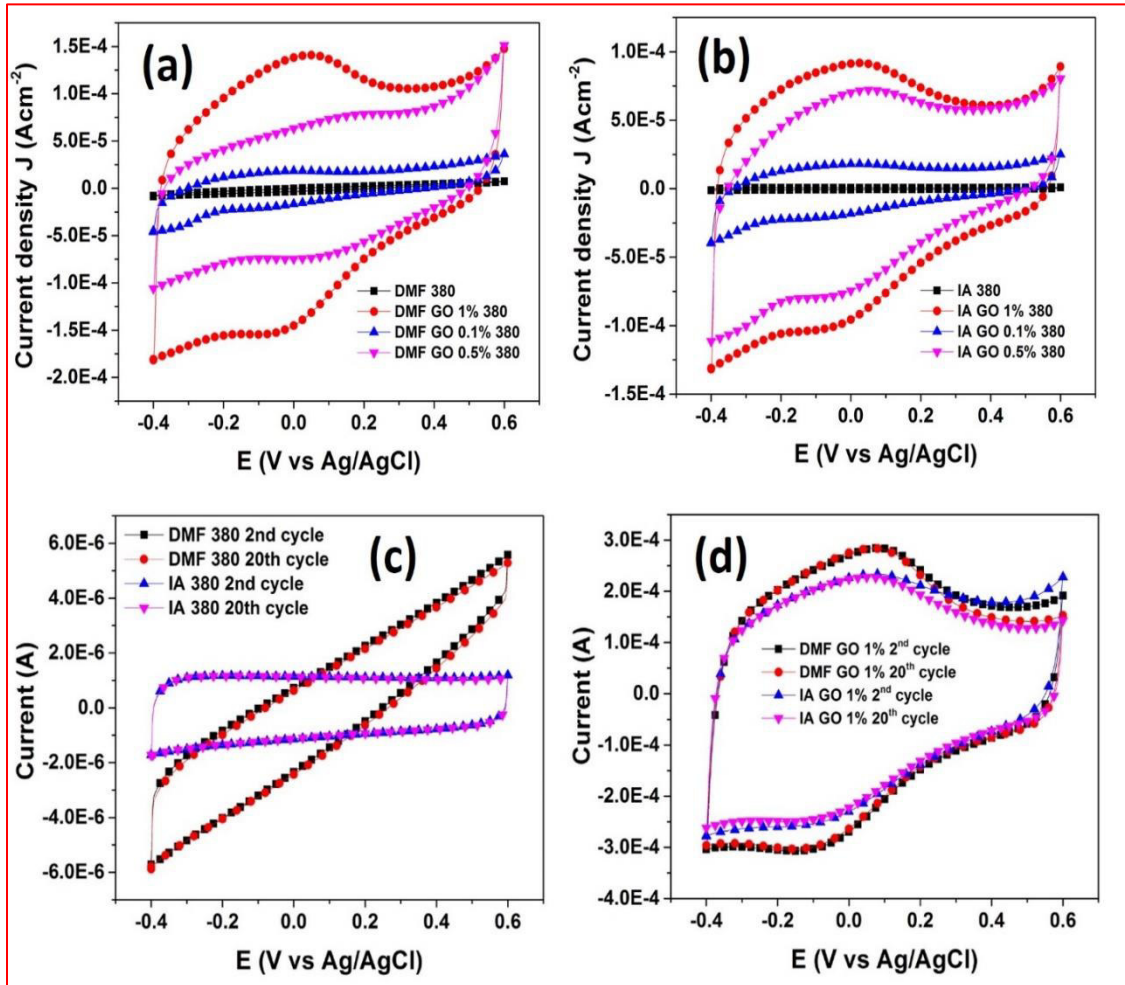 (a)
Current density J (Acm⁻²)
1.5E-4
1.0E-4
5.0E-5
0.0
-5.0E-5
-1.0E-4
-1.5E-4
-2.0E-4
DMF 380
DMF GO 1% 380
DMF GO 0.1% 380
DMF GO 0.5% 380
-0.4 -0.2 0.0 0.2 0.4 0.6
E (V vs Ag/AgCl)
(b)
Current density J (Acm⁻²)
1.0E-4
5.0E-5
0.0
-5.0E-5
-1.0E-4
-1.5E-4
IA 380
IA GO 1% 380
IA GO 0.1% 380
IA GO 0.5% 380
-0.4 -0.2 0.0 0.2 0.4 0.6
E (V vs Ag/AgCl)
(c)
Current (A)
6.0E-6
4.0E-6
2.0E-6
0.0
-2.0E-6
-4.0E-6
-6.0E-6
DMF 380 2nd cycle
DMF 380 20th cycle
IA 380 2nd cycle
IA 380 20th cycle
-0.4 -0.2 0.0 0.2 0.4 0.6
E (V vs Ag/AgCl)
(d)
Current (A)
3.0E-4
2.0E-4
1.0E-4
0.0
-1.0E-4
-2.0E-4
-3.0E-4
-4.0E-4
DMF GO 1% 2ⁿᵈ cycle
DMF GO 1% 20ᵗʰ cycle
IA GO 1% 2ⁿᵈ cycle
IA GO 1% 20ᵗʰ cycle
-0.4 -0.2 0.0 0.2 0.4 0.6
E (V vs Ag/AgCl)